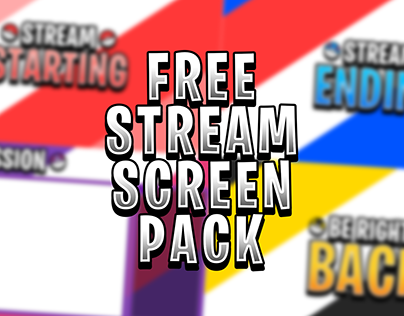 STREAM
STARTING
STREAM
ENDIN
SSION
BE RIGHT
BACK
FREE
STREAM
SCREEN
PACK